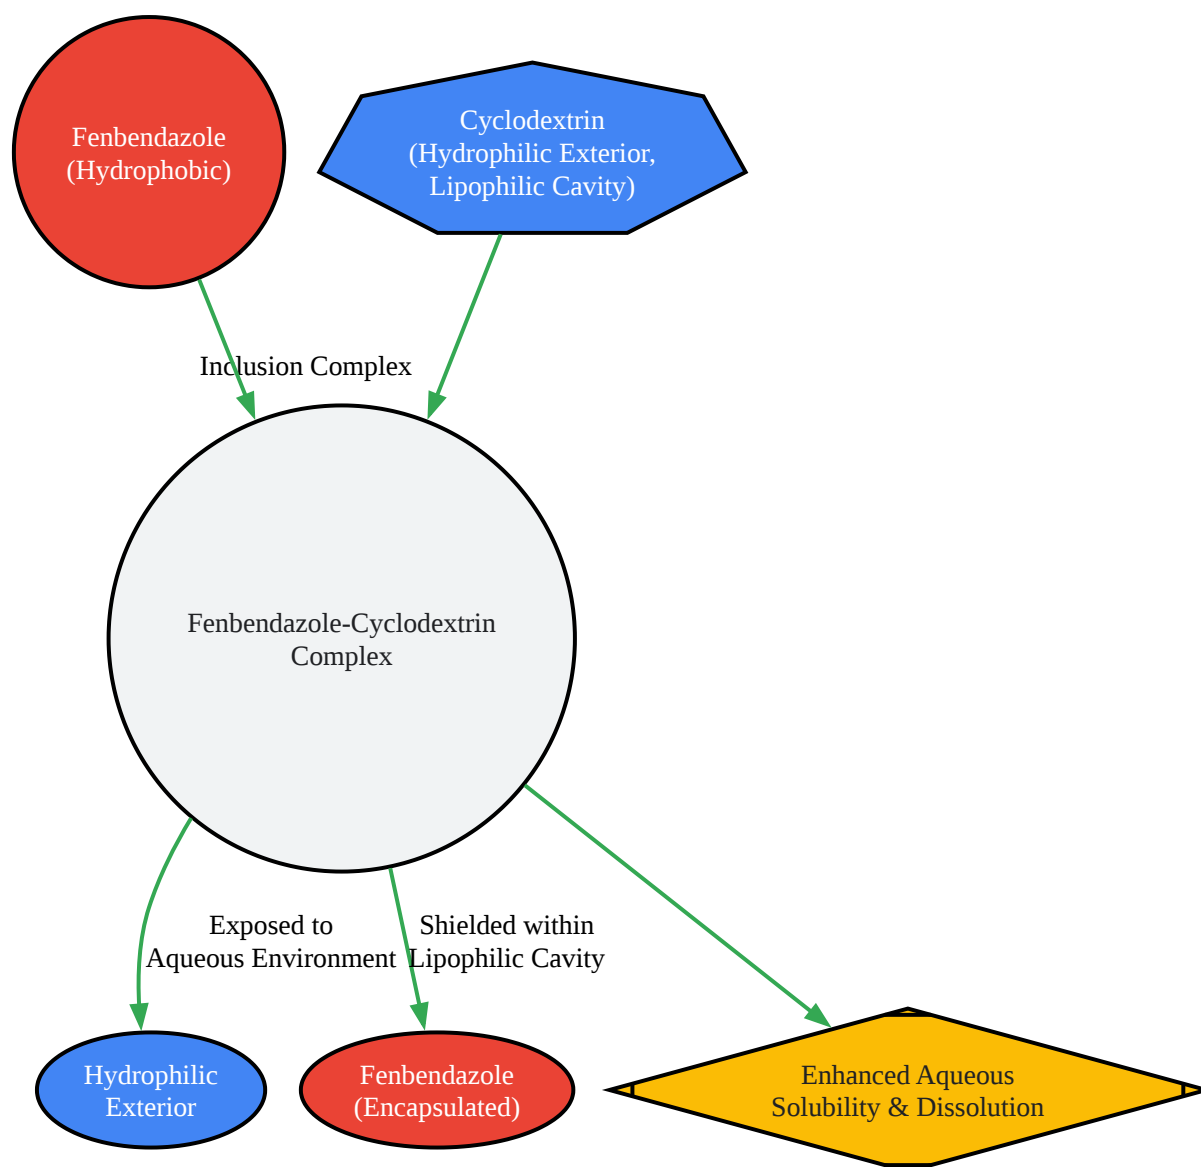 Fenbendazole
(Hydrophobic)
Cyclodextrin
(Hydrophilic Exterior,
Lipophilic Cavity)
Inclusion Complex
Fenbendazole-Cyclodextrin
Complex
Exposed to
Aqueous Environment
Shielded within
Lipophilic Cavity
Hydrophilic
Exterior
Fenbendazole
(Encapsulated)
Enhanced Aqueous
Solubility & Dissolution